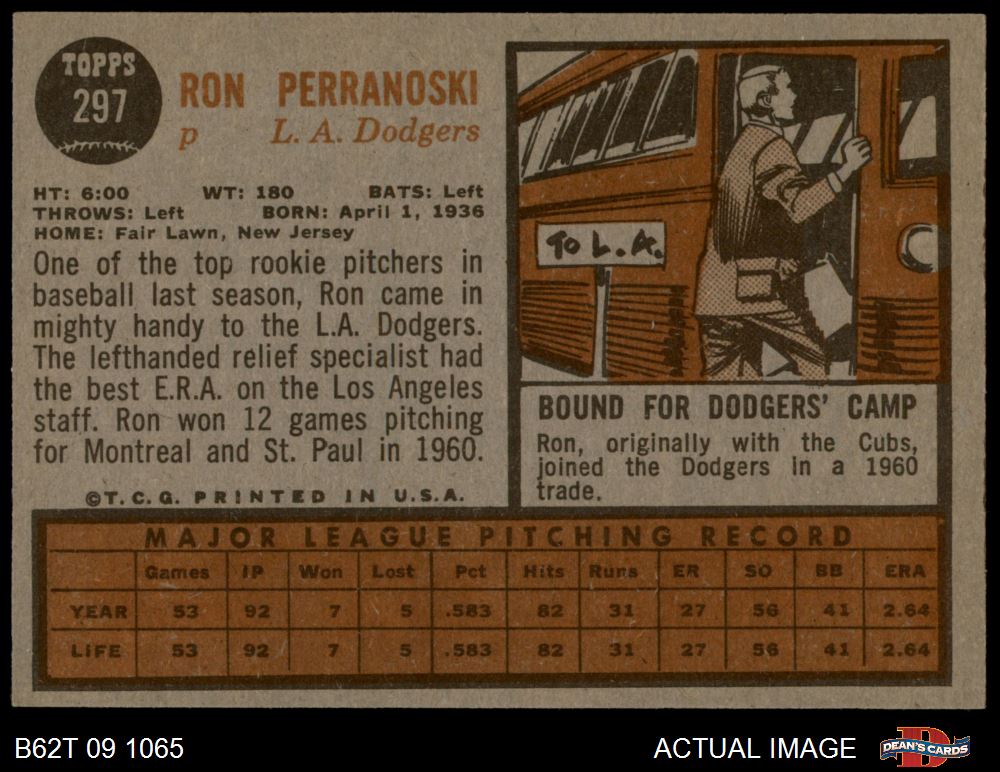 TOPPS
297
RON PERRANOSKI
p L. A. Dodgers
HT: 6:00 WT: 180 BATS: Left
THROWS: Left BORN: April 1, 1936
HOME: Fair Lawn, New Jersey
One of the top rookie pitchers in
baseball last season, Ron came in
mighty handy to the L.A. Dodgers.
The lefthanded relief specialist had
the best E.R.A. on the Los Angeles
staff. Ron won 12 games pitching
for Montreal and St. Paul in 1960.
©T. C. G. PRINTED IN U.S.A.
TO L.A.
BOUND FOR DODGERS' CAMP
Ron, originally with the Cubs,
joined the Dodgers in a 1960
trade.
MAJOR LEAGUE PITCHING RECORD
Games IP Won Lost Pct Hits Runs ER SO BB ERA
YEAR 53 92 7 5 .583 82 31 27 56 41 2.64
LIFE 53 92 7 5 .583 82 31 27 56 41 2.64
B62T 09 1065
ACTUAL IMAGE
D
DEAN'S CARDS